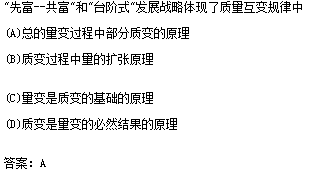 “先富--共富”和“台阶式”发展战略体现了质量互变规律中
(A)总的量变过程中部分质变的原理
(B)质变过程中量的扩张原理
(C)量变是质变的基础的原理
(D)质变是量变的必然结果的原理
答案：A